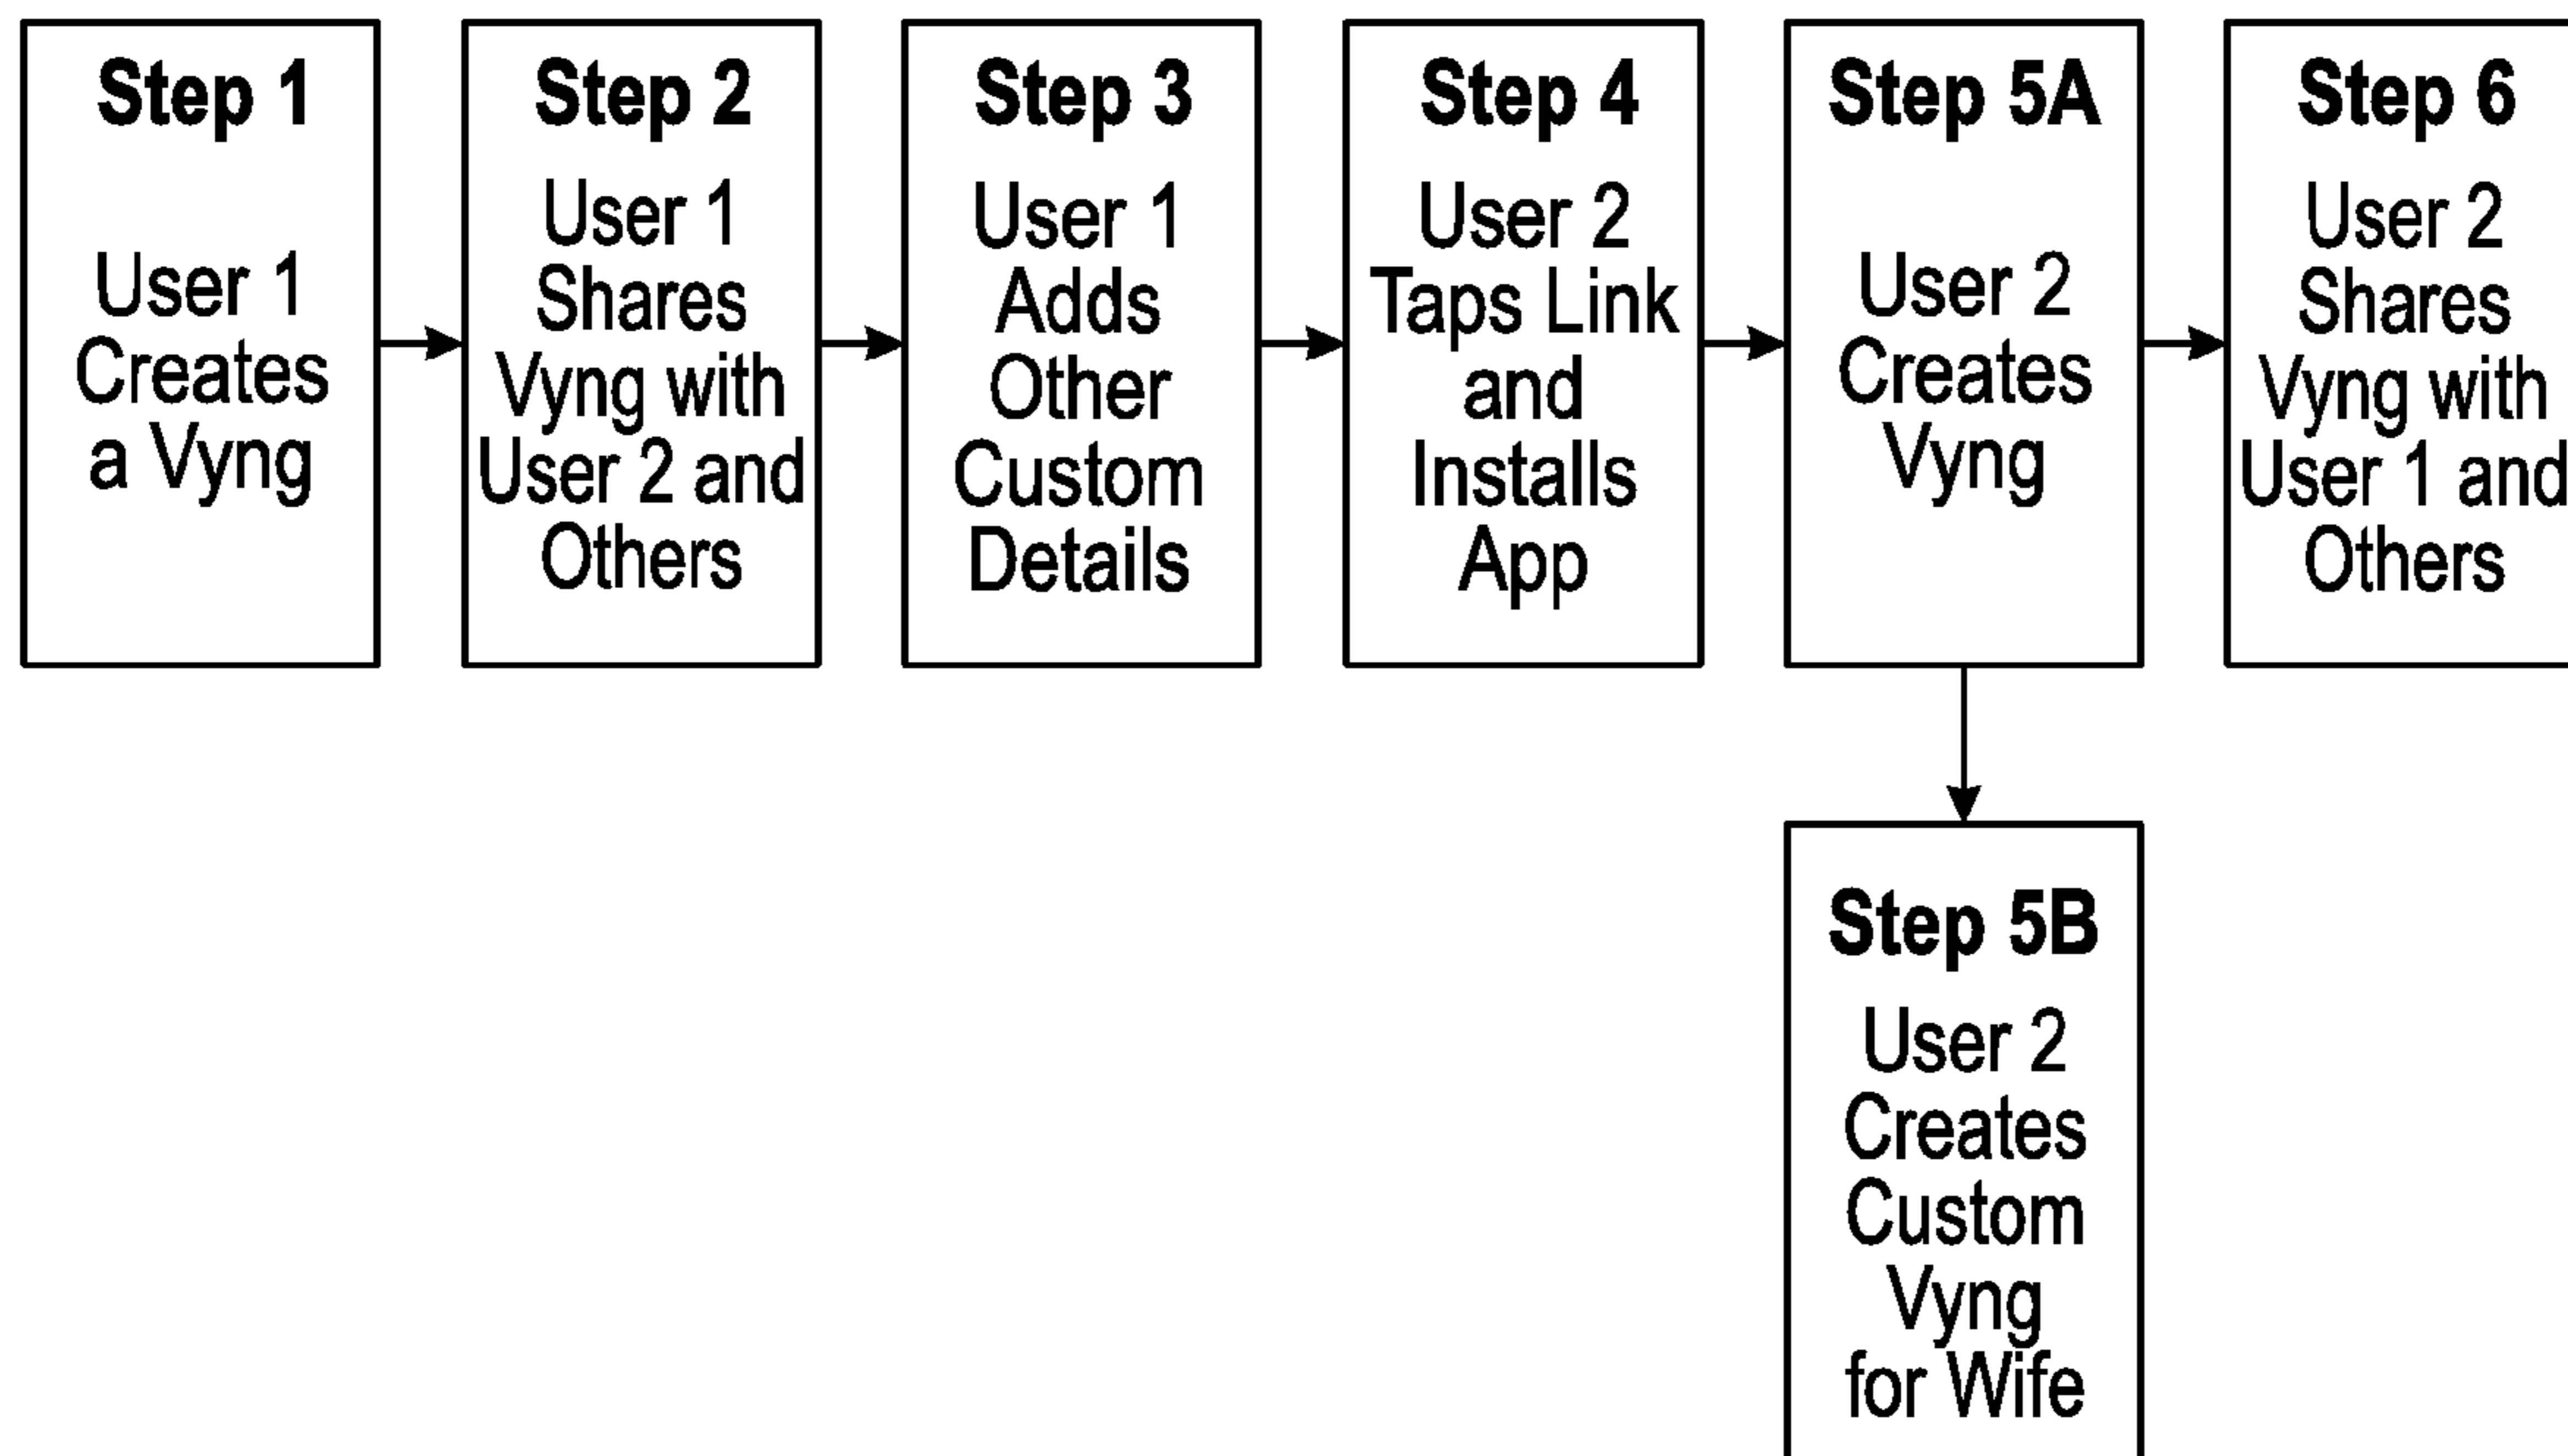 Step 1
User 1
Creates
a Vyng
Step 2
User 1
Shares
Vyng with
User 2 and
Others
Step 3
User 1
Adds
Other
Custom
Details
Step 4
User 2
Taps Link
and
Installs
App
Step 5A
User 2
Creates
Vyng
Step 6
User 2
Shares
Vyng with
User 1 and
Others
Step 5B
User 2
Creates
Custom
Vyng
for Wife